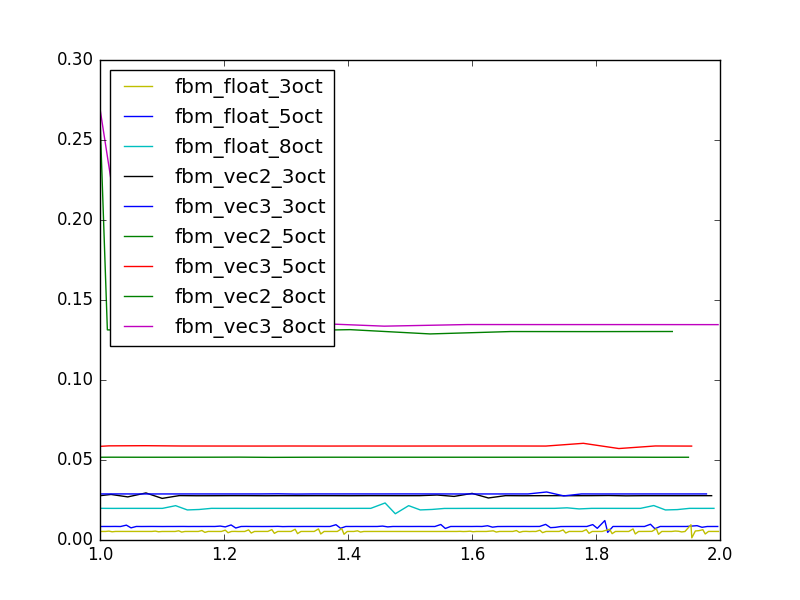 0.30
0.25
0.20
0.15
0.10
0.05
0.00
fbm_float_3oct
fbm_float_5oct
fbm_float_8oct
fbm_vec2_3oct
fbm_vec3_3oct
fbm_vec2_5oct
fbm_vec3_5oct
fbm_vec2_8oct
fbm_vec3_8oct
1.0 1.2 1.4 1.6 1.8 2.0